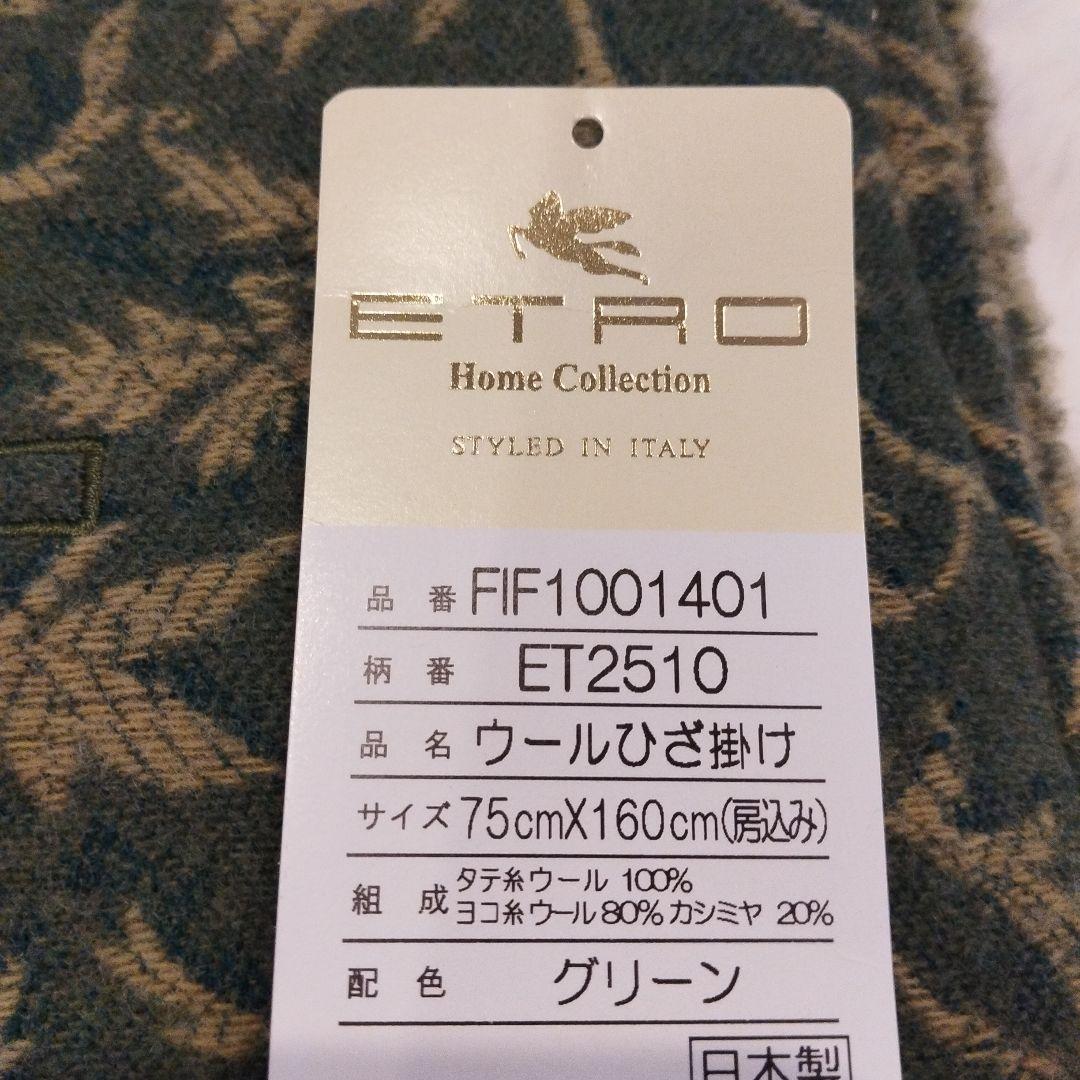 ETRO
Home Collection
STYLED IN ITALY
品番 FIF1001401
柄番 ET2510
品名 ウールひざ掛け
サイズ 75cmX160cm(房込み)
組成 タテ糸ウール 100%
ヨコ糸ウール80% カシミヤ 20%
配色 グリーン
日本製